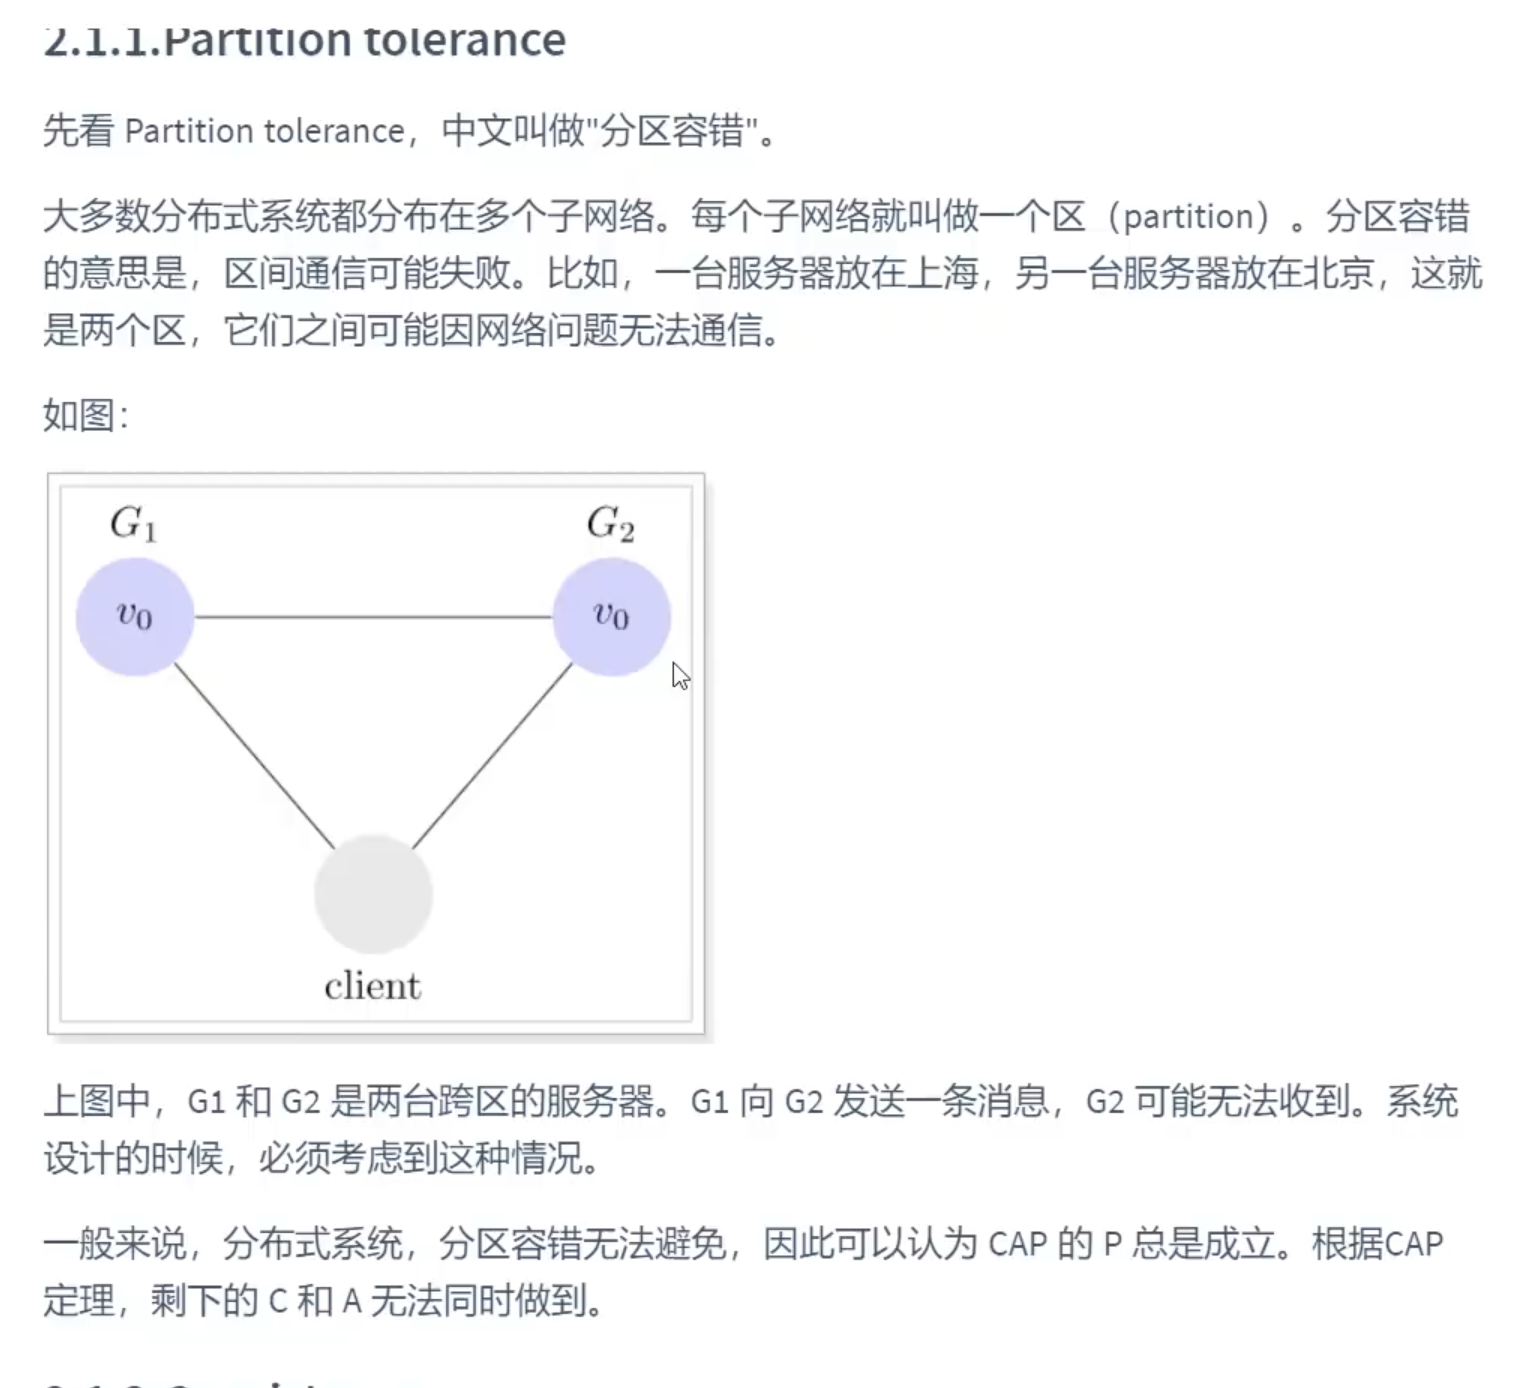 2.1.1.Partition tolerance
先看 Partition tolerance，中文叫做"分区容错"。
大多数分布式系统都分布在多个子网络。每个子网络就叫做一个区（partition）。分区容错
的意思是，区间通信可能失败。比如，一台服务器放在上海，另一台服务器放在北京，这就
是两个区，它们之间可能因网络问题无法通信。
如图：
G1 G2
v0 v0
client
上图中，G1 和 G2 是两台跨区的服务器。G1 向 G2 发送一条消息，G2 可能无法收到。系统
设计的时候，必须考虑到这种情况。
一般来说，分布式系统，分区容错无法避免，因此可以认为 CAP 的 P 总是成立。根据CAP
定理，剩下的 C 和 A 无法同时做到。